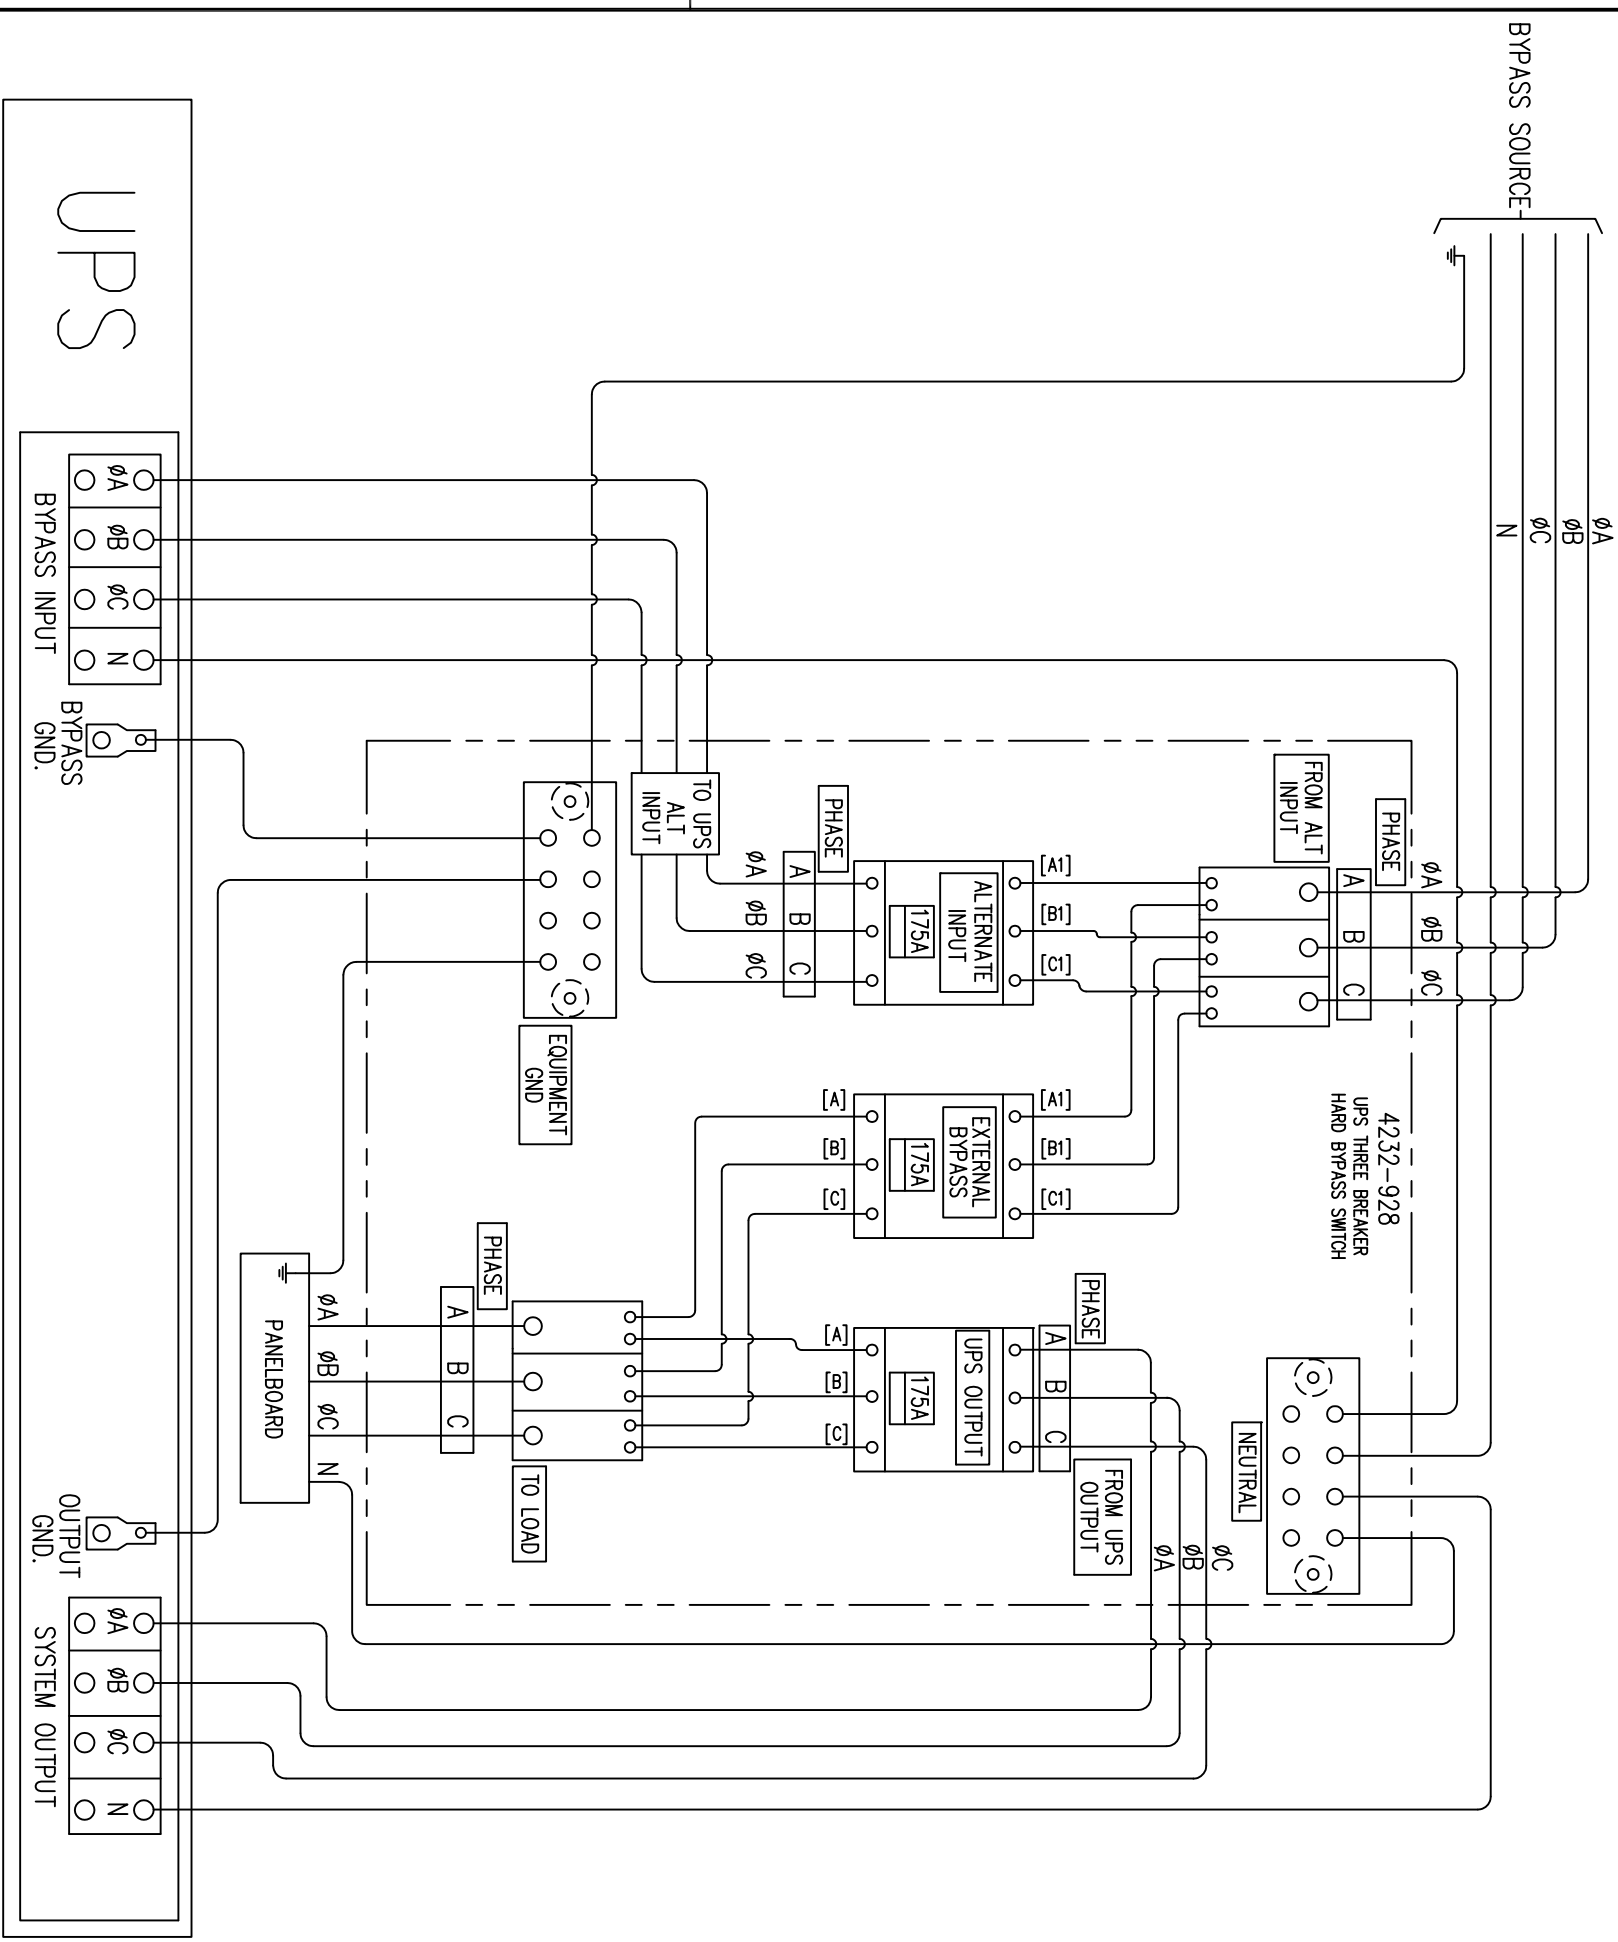 BYPASS SOURCE
ØA
ØB
ØC
N
PHASE
FROM ALT
INPUT
A
B
C
ØA
ØB
ØC
4232-928
UPS THREE BREAKER
HARD BYPASS SWITCH
[A1]
[B1]
[C1]
ALTERNATE
INPUT
175A
PHASE
A
B
C
ØA
ØB
ØC
TO UPS
ALT
INPUT
[A1]
[B1]
[C1]
EXTERNAL
BYPASS
175A
[A]
[B]
[C]
PHASE
A
B
C
FROM UPS
OUTPUT
ØC
ØB
ØA
UPS OUTPUT
175A
[A]
[B]
[C]
NEUTRAL
EQUIPMENT
GND
PHASE
A
B
C
TO LOAD
ØA
ØB
ØC
N
PANELBOARD
UPS
ØA
ØB
ØC
N
BYPASS INPUT
BYPASS
GND.
OUTPUT
GND.
ØA
ØB
ØC
N
SYSTEM OUTPUT